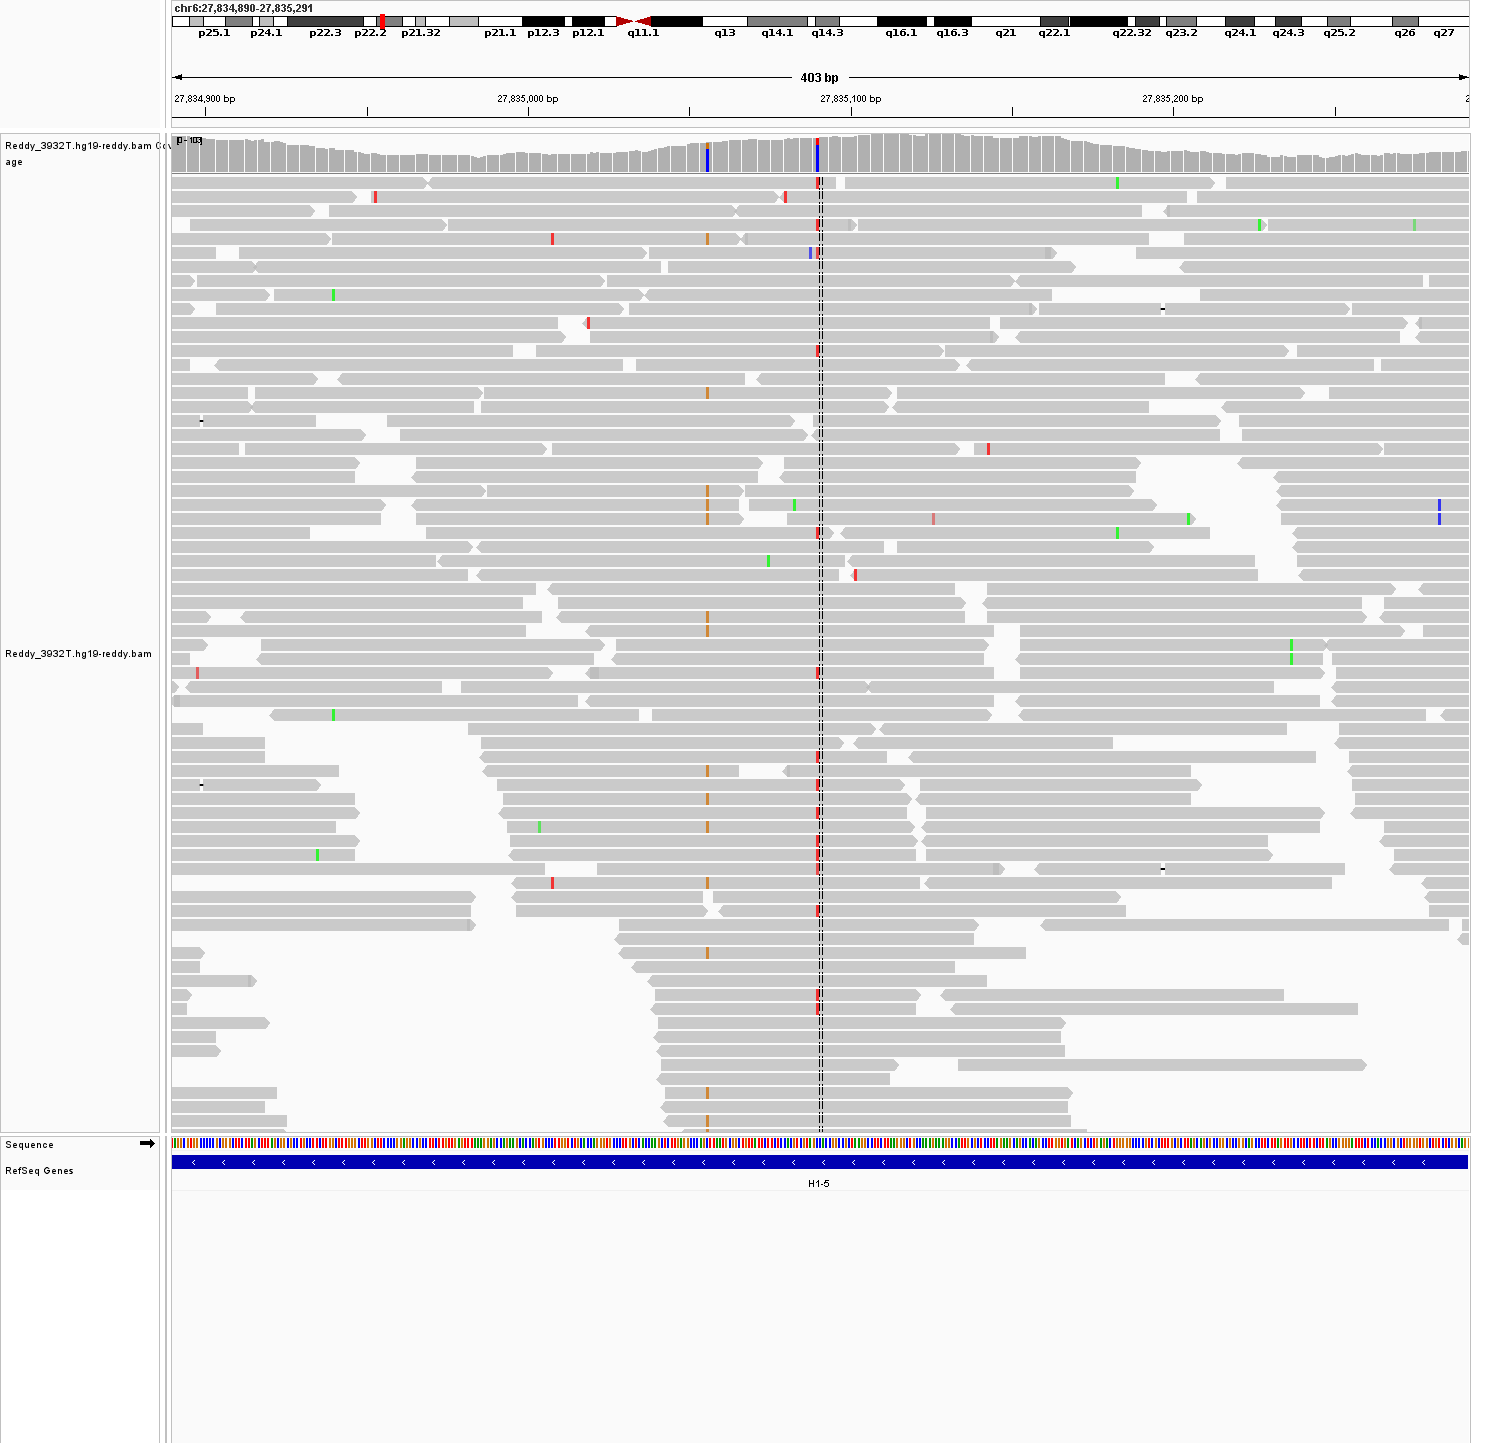 chr6:27,834,890-27,835,291
p25.1 p24.1 p22.3 p22.2 p21.32 p21.1 p12.3 p12.1 q11.1 q13 q14.1 q14.3 q16.1 q16.3 q21 q22.1 q22.32 q23.2 q24.1 q24.3 q25.2 q26 q27
403 bp
27,834,900 bp 27,835,000 bp 27,835,100 bp 27,835,200 bp 2
Reddy_3932T.hg19-reddy.bam Cov
age
[0 - 103]
Reddy_3932T.hg19-reddy.bam
Sequence
RefSeq Genes
H1-5